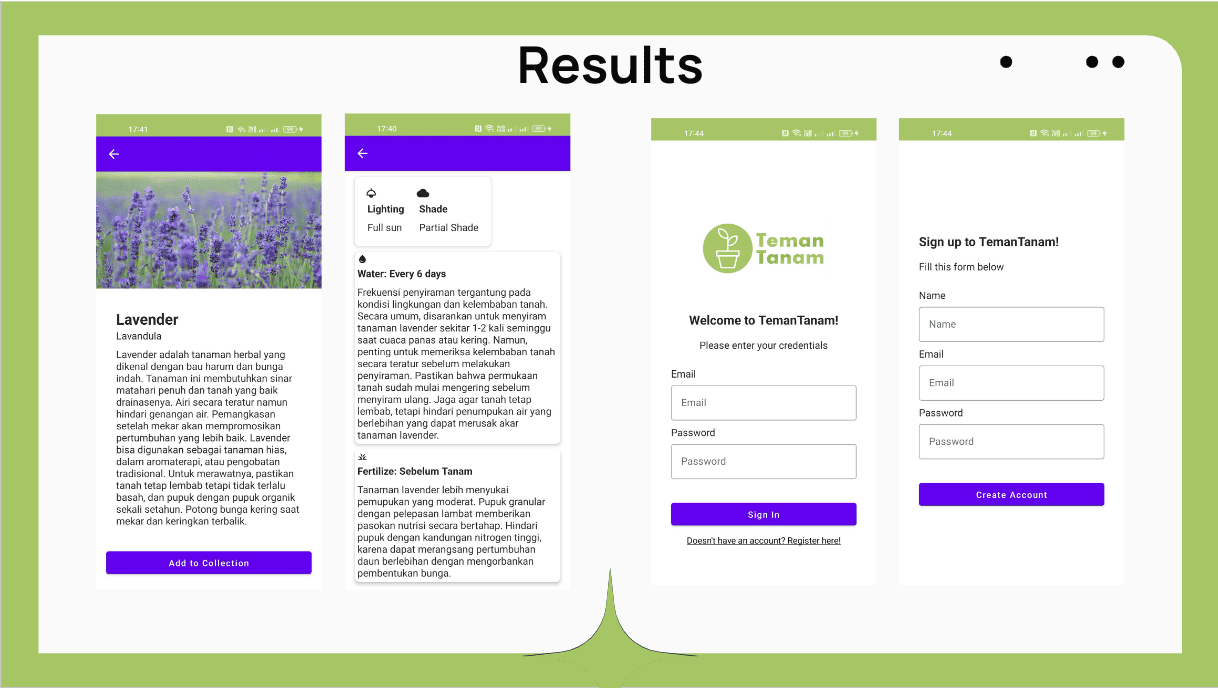 Results
17:41
Lavender
Lavandula
Lavender adalah tanaman herbal yang
dikenal dengan bau harum dan bunga
indah. Tanaman ini membutuhkan sinar
matahari penuh dan tanah yang baik
drainasenya. Airi secara teratur namun
hindari genangan air. Pemangkasan
setelah mekar akan mempromosikan
pertumbuhan yang lebih baik. Lavender
bisa digunakan sebagai tanaman hias,
dalam aromaterapi, atau pengobatan
tradisional. Untuk merawatnya, pastikan
tanah tetap lembab tetapi tidak terlalu
basah, dan pupuk dengan pupuk organik
sekali setahun. Potong bunga kering saat
mekar dan keringkan terbalik.
Add to Collection
17:40
Lighting Shade
Full sun Partial Shade
Water: Every 6 days
Frekuensi penyiraman tergantung pada
kondisi lingkungan dan kelembaban tanah.
Secara umum, disarankan untuk menyiram
tanaman lavender sekitar 1-2 kali seminggu
saat cuaca panas atau kering. Namun,
penting untuk memeriksa kelembaban tanah
secara teratur sebelum melakukan
penyiraman. Pastikan bahwa permukaan
tanah sudah mulai mengering sebelum
menyiram ulang. Jaga agar tanah tetap
lembab, tetapi hindari penumpukan air yang
berlebihan yang dapat merusak akar
tanaman lavender.
Fertilize: Sebelum Tanam
Tanaman lavender lebih menyukai
pemupukan yang moderat. Pupuk granular
dengan pelepasan lambat memberikan
pasokan nutrisi secara bertahap. Hindari
pupuk dengan kandungan nitrogen tinggi,
karena dapat merangsang pertumbuhan
daun berlebihan dengan mengorbankan
pembentukan bunga.
17:44
Teman
Tanam
Welcome to TemanTanam!
Please enter your credentials
Email
Email
Password
Password
Sign In
Doesn't have an account? Register here!
17:44
Sign up to TemanTanam!
Fill this form below
Name
Name
Email
Email
Password
Password
Create Account